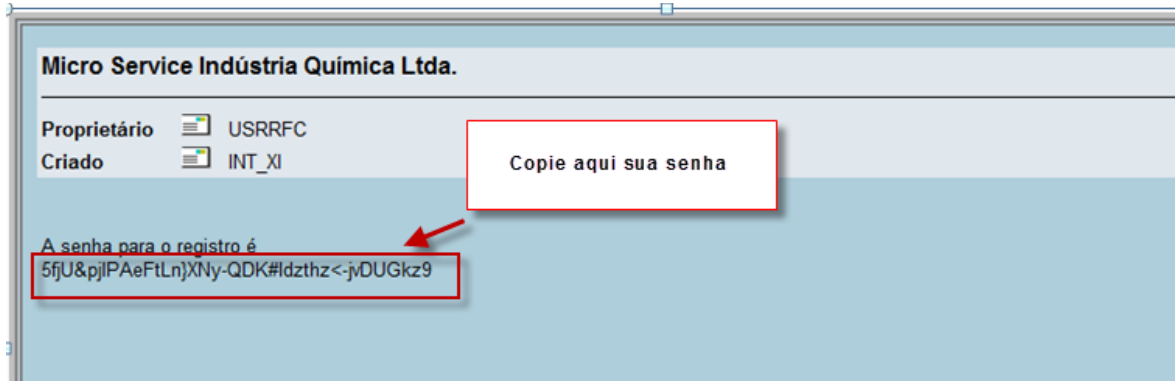 Micro Service Indústria Química Ltda.
Proprietário USRRFC
Criado INT_XI
Copie aqui sua senha
A senha para o registro é
5fjU&pjlPAeFtLn}XNy-QDK#ldzthz<-jvDUGkz9